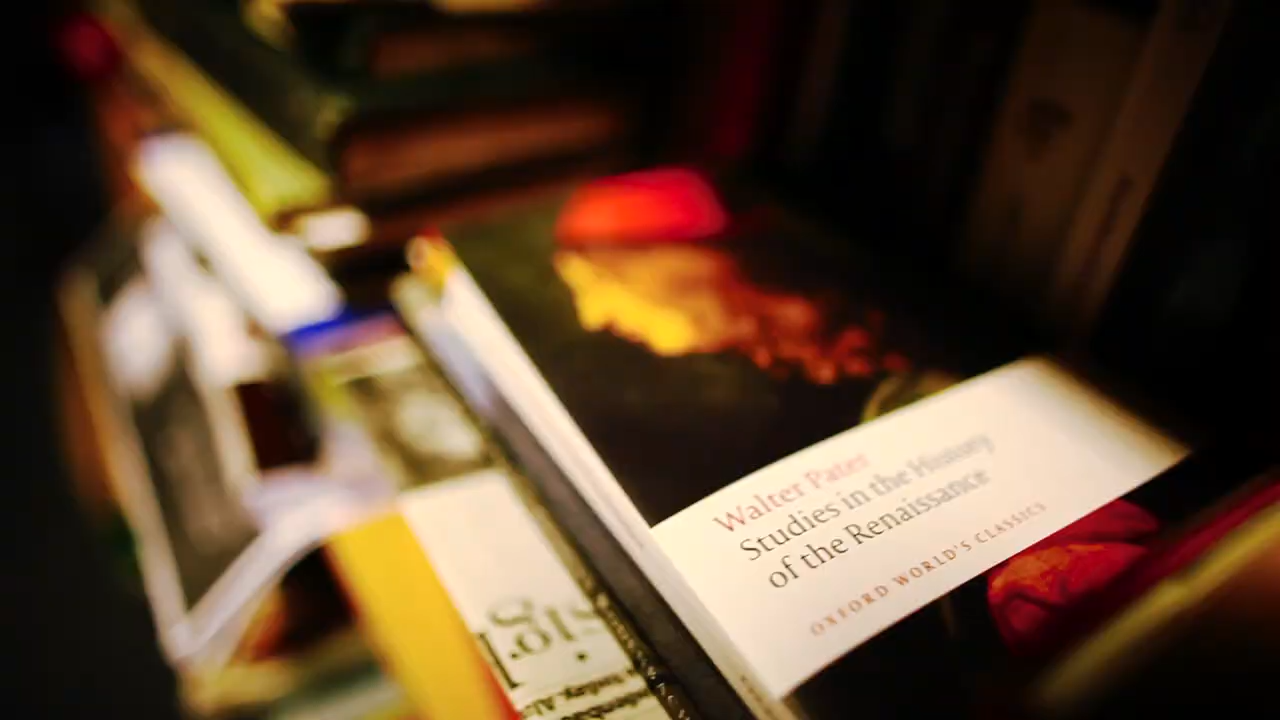 Walter Pater
Studies in the History
of the Renaissance
OXFORD WORLD'S CLASSICS